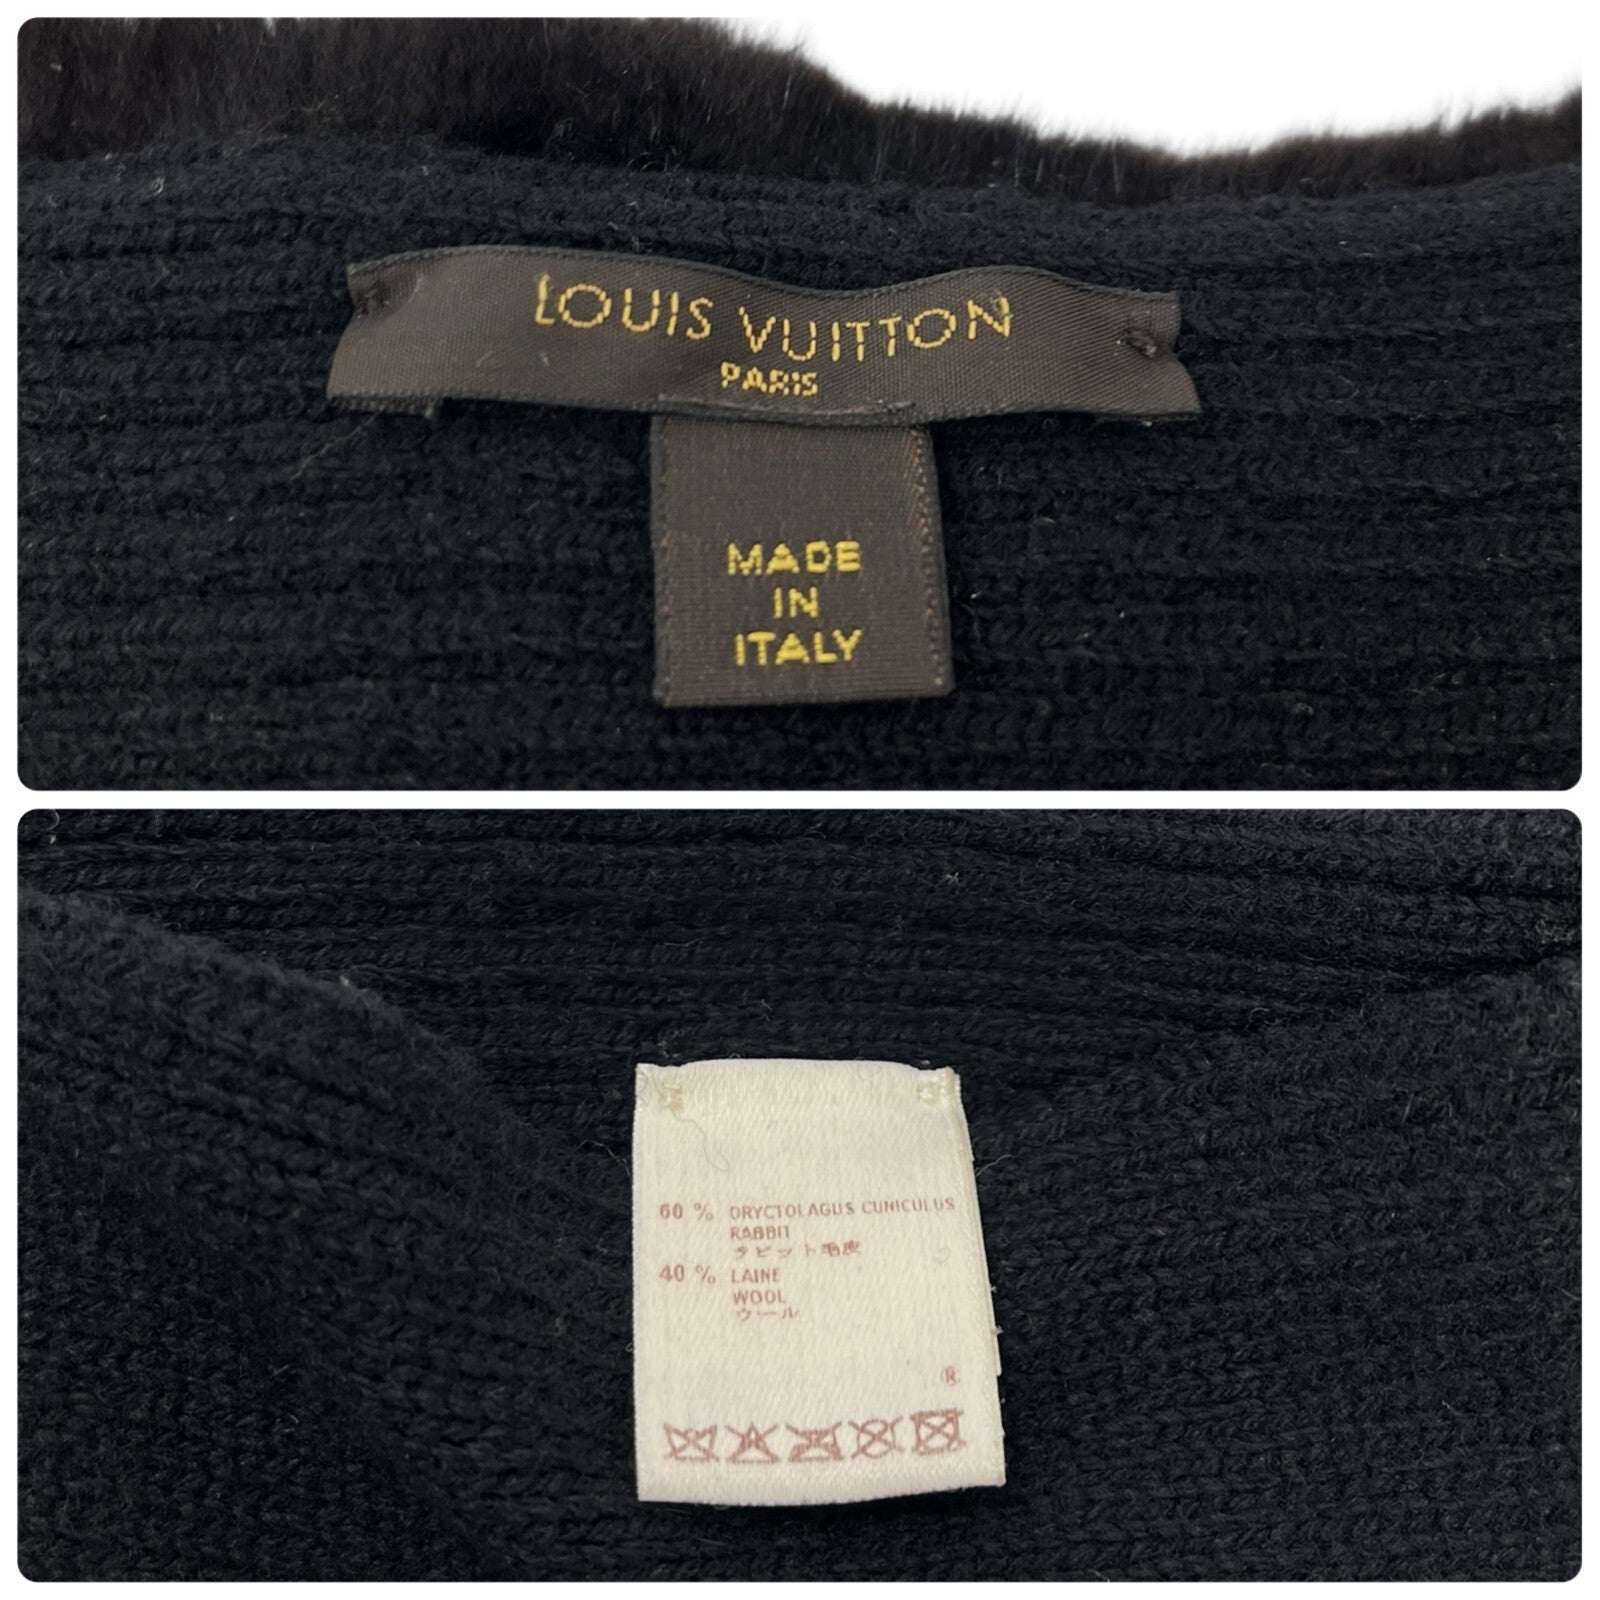 LOUIS VUITTON
PARIS
MADE
IN
ITALY
60 % ORYCTOLAGUS CUNICULUS
RABBIT
ラビット毛皮
40 % LAINE
WOOL
ウール
®